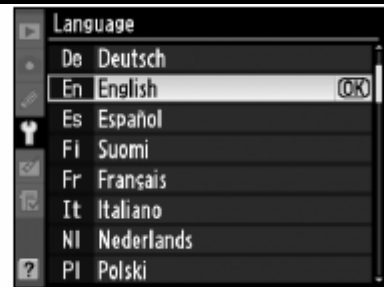 Language
De Deutsch
En English OK
Es Español
Fi Suomi
Fr Français
It Italiano
Nl Nederlands
Pl Polski
?